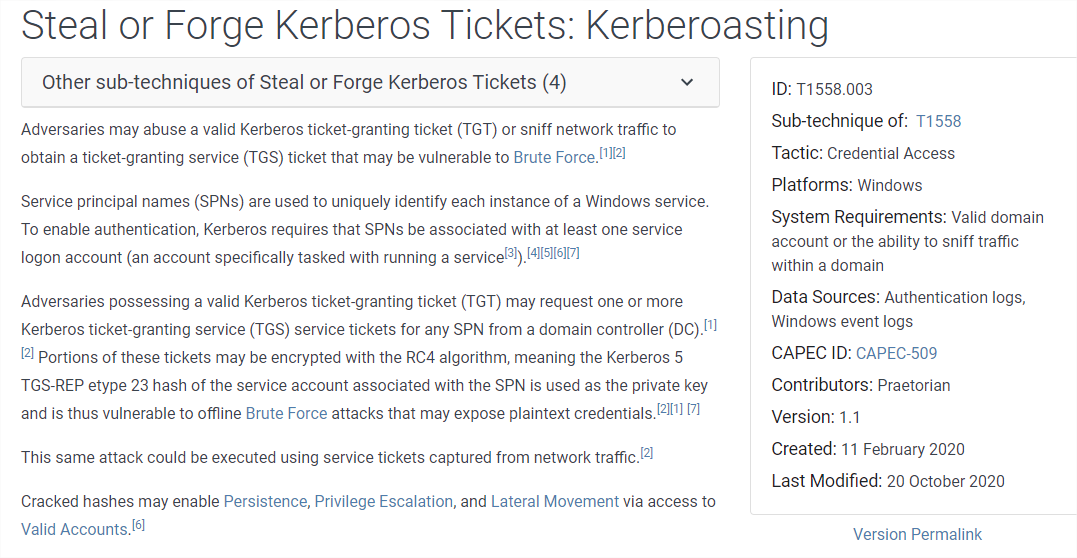 Steal or Forge Kerberos Tickets: Kerberoasting
Other sub-techniques of Steal or Forge Kerberos Tickets (4)
Adversaries may abuse a valid Kerberos ticket-granting ticket (TGT) or sniff network traffic to
obtain a ticket-granting service (TGS) ticket that may be vulnerable to Brute Force.[1][2]
Service principal names (SPNs) are used to uniquely identify each instance of a Windows service.
To enable authentication, Kerberos requires that SPNs be associated with at least one service
logon account (an account specifically tasked with running a service[3]).[4][5][6][7]
Adversaries possessing a valid Kerberos ticket-granting ticket (TGT) may request one or more
Kerberos ticket-granting service (TGS) service tickets for any SPN from a domain controller (DC).[1]
[2] Portions of these tickets may be encrypted with the RC4 algorithm, meaning the Kerberos 5
TGS-REP etype 23 hash of the service account associated with the SPN is used as the private key
and is thus vulnerable to offline Brute Force attacks that may expose plaintext credentials.[2][1] [7]
This same attack could be executed using service tickets captured from network traffic.[2]
Cracked hashes may enable Persistence, Privilege Escalation, and Lateral Movement via access to
Valid Accounts.[6]
ID: T1558.003
Sub-technique of: T1558
Tactic: Credential Access
Platforms: Windows
System Requirements: Valid domain
account or the ability to sniff traffic
within a domain
Data Sources: Authentication logs,
Windows event logs
CAPEC ID: CAPEC-509
Contributors: Praetorian
Version: 1.1
Created: 11 February 2020
Last Modified: 20 October 2020
Version Permalink